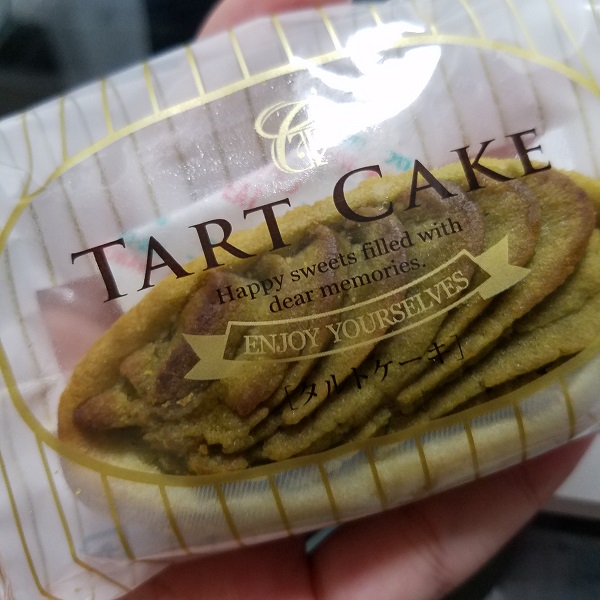 TART CAKE
Happy sweets filled with
dear memories.
ENJOY YOURSELVES
[タルトケーキ]